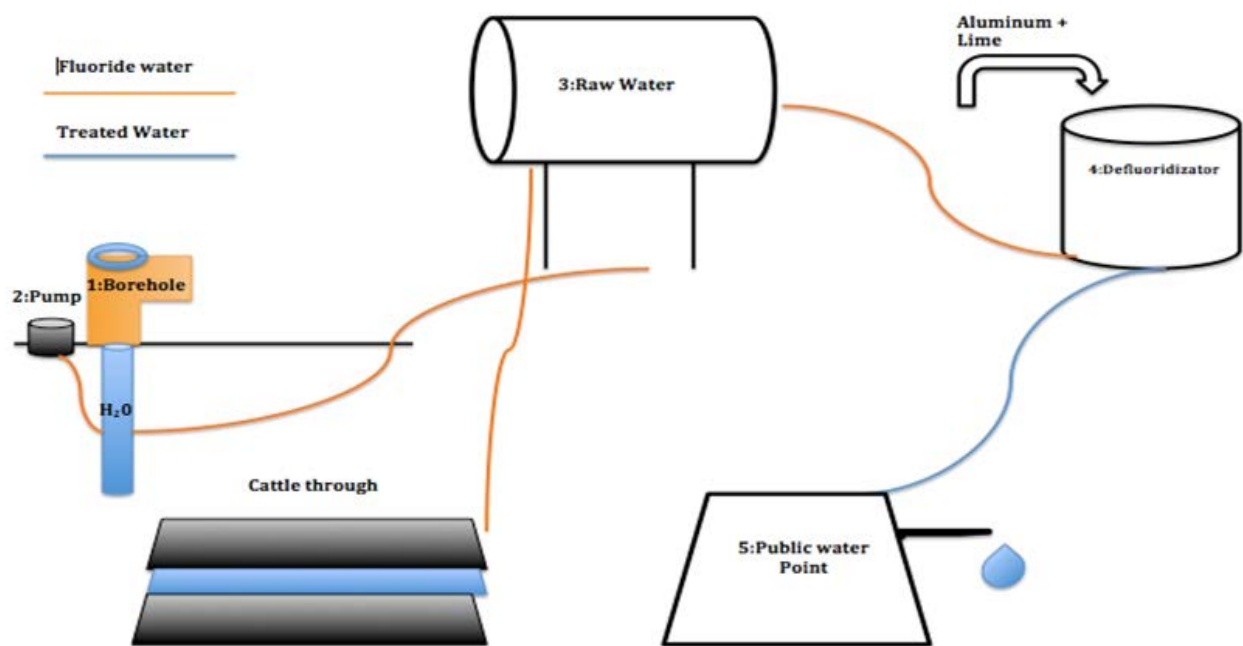 Fluoride water
Treated Water
3:Raw Water
Aluminum +
Lime
4:Defluoridizator
1:Borehole
2:Pump
H₂0
Cattle through
5:Public water
Point